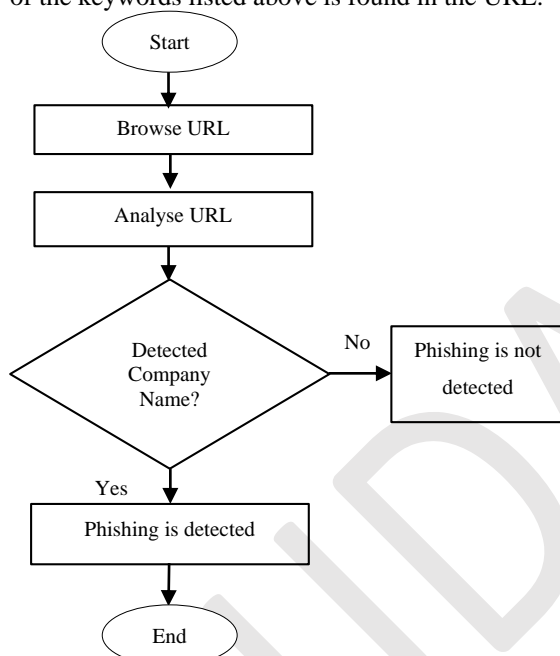 of the keywords listed above is found in the URL.
Start
Browse URL
Analyse URL
Detected
Company
Name?
No
Phishing is not
detected
Yes
Phishing is detected
End